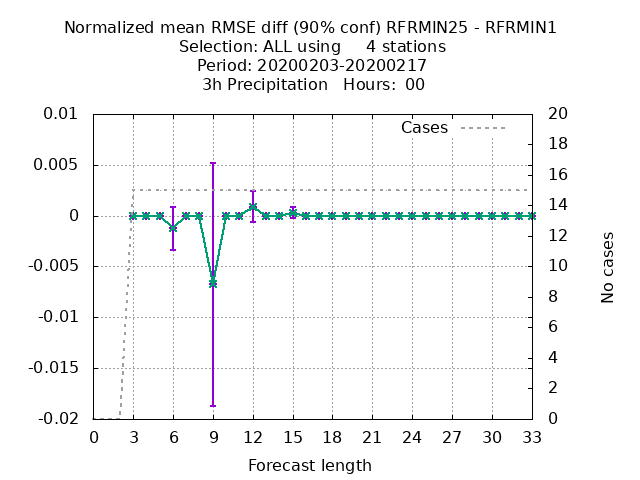 Normalized mean RMSE diff (90% conf) RFRMIN25 - RFRMIN1
Selection: ALL using     4 stations
Period: 20200203-20200217
3h Precipitation   Hours:  00
Cases
0.01
0.005
0
-0.005
-0.01
-0.015
-0.02
20
18
16
14
12
10
8
6
4
2
0
No cases
0 3 6 9 12 15 18 21 24 27 30 33
Forecast length